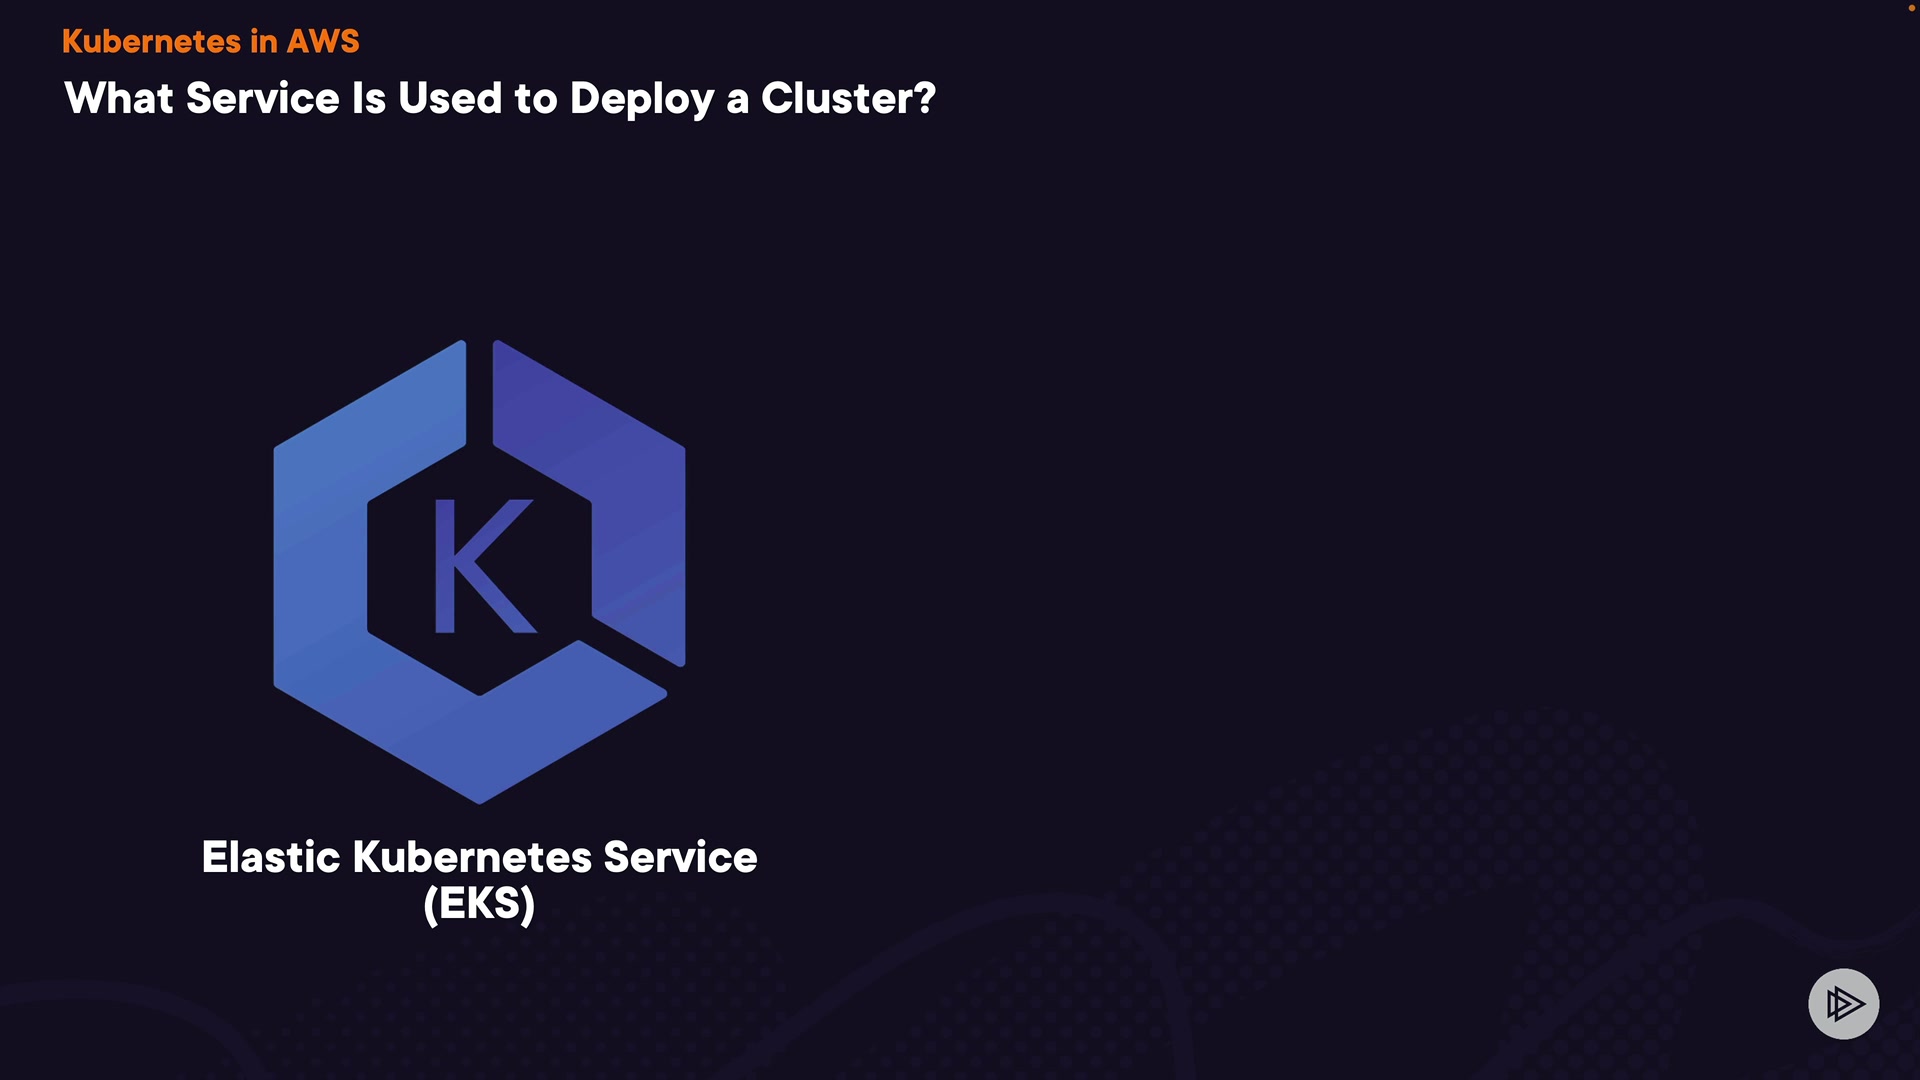 Kubernetes in AWS
What Service Is Used to Deploy a Cluster?
K
Elastic Kubernetes Service
(EKS)